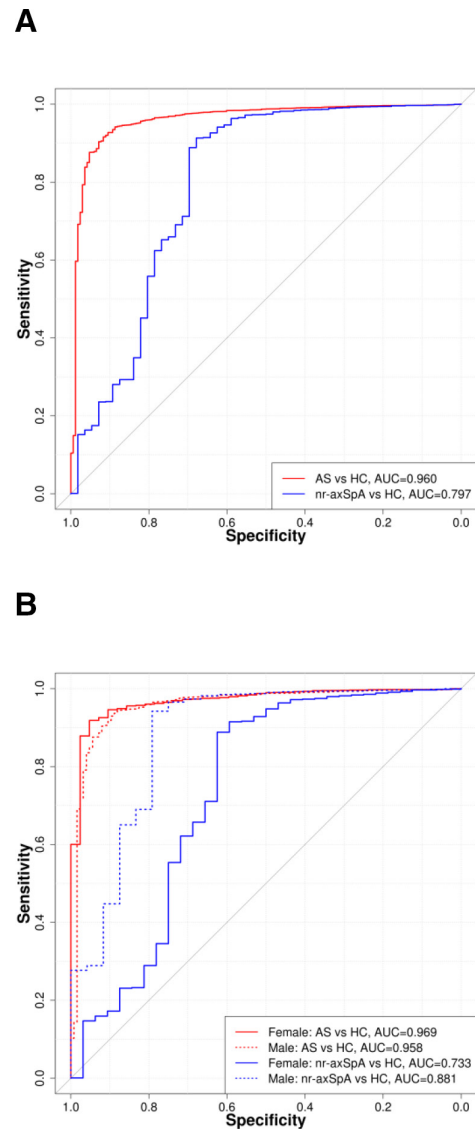 A
1.0
0.8
0.6
0.4
0.2
0.0
Sensitivity
AS vs HC, AUC=0.960
nr-axSpA vs HC, AUC=0.797
1.0 0.8 0.6 0.4 0.2 0.0
Specificity
B
1.0
0.8
0.6
0.4
0.2
0.0
Sensitivity
Female: AS vs HC, AUC=0.969
Male: AS vs HC, AUC=0.958
Female: nr-axSpA vs HC, AUC=0.733
Male: nr-axSpA vs HC, AUC=0.881
1.0 0.8 0.6 0.4 0.2 0.0
Specificity